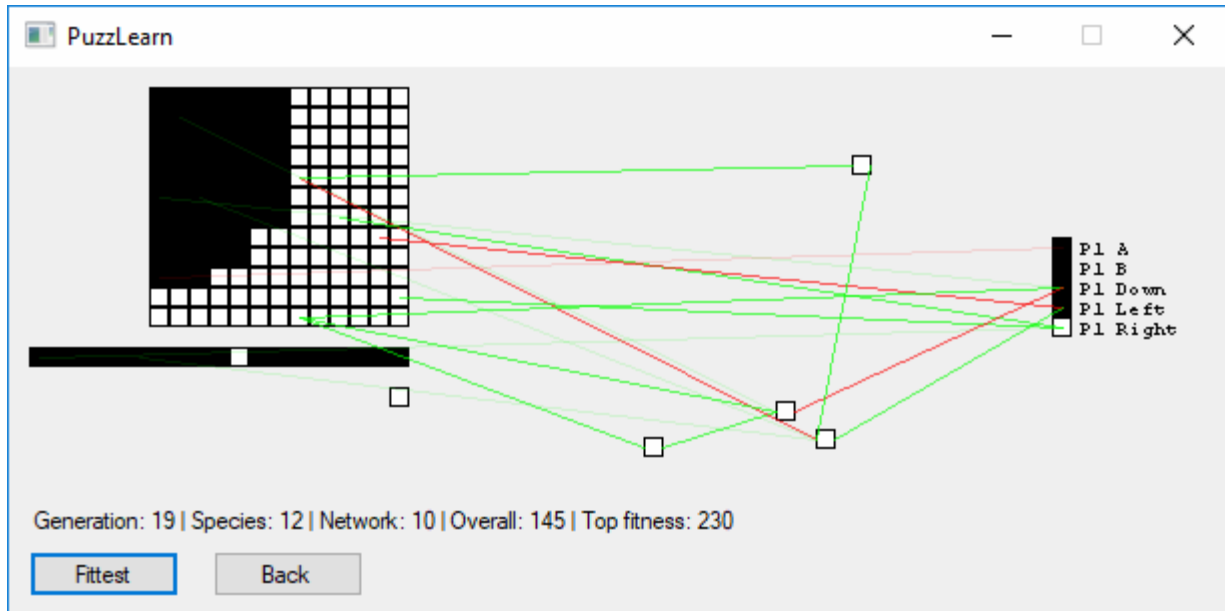 PuzzLearn
P1 A
P1 B
P1 Down
P1 Left
P1 Right
Generation: 19 | Species: 12 | Network: 10 | Overall: 145 | Top fitness: 230
Fittest
Back